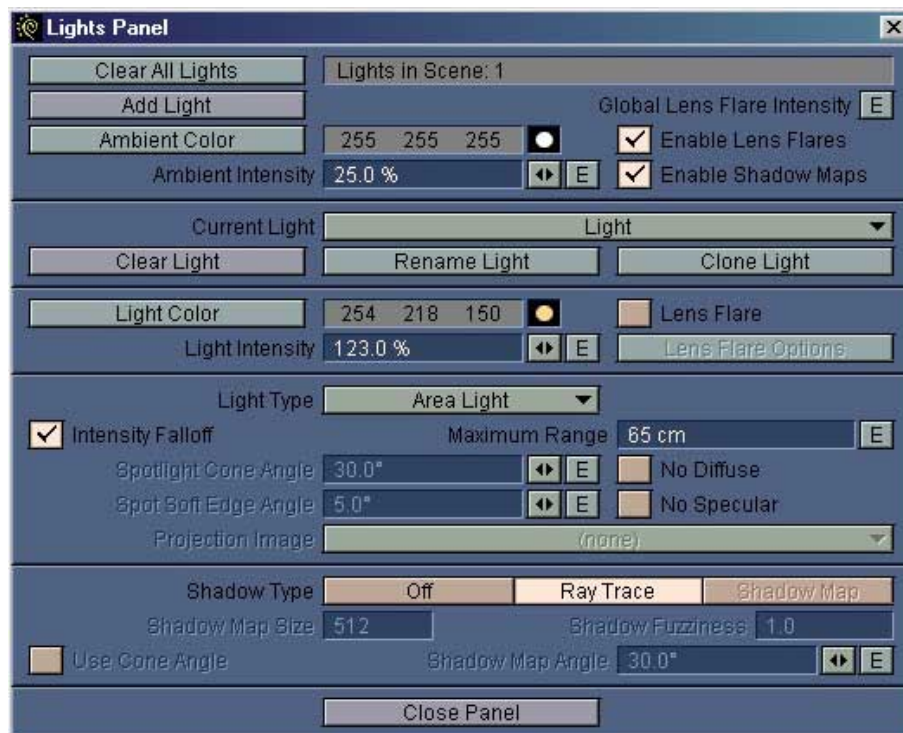 Lights Panel
Clear All Lights Lights in Scene: 1
Add Light Global Lens Flare Intensity E
Ambient Color 255 255 255 Enable Lens Flares
Ambient Intensity 25.0 % E Enable Shadow Maps
Current Light Light
Clear Light Rename Light Clone Light
Light Color 254 218 150 Lens Flare
Light Intensity 123.0 % E Lens Flare Options
Light Type Area Light
Intensity Falloff Maximum Range 65 cm E
Spotlight Cone Angle 30.0° E No Diffuse
Spot Soft Edge Angle 5.0° E No Specular
Projection Image (none)
Shadow Type Off Ray Trace Shadow Map
Shadow Map Size 512 Shadow Fuzziness 1.0
Use Cone Angle Shadow Map Angle 30.0° E
Close Panel